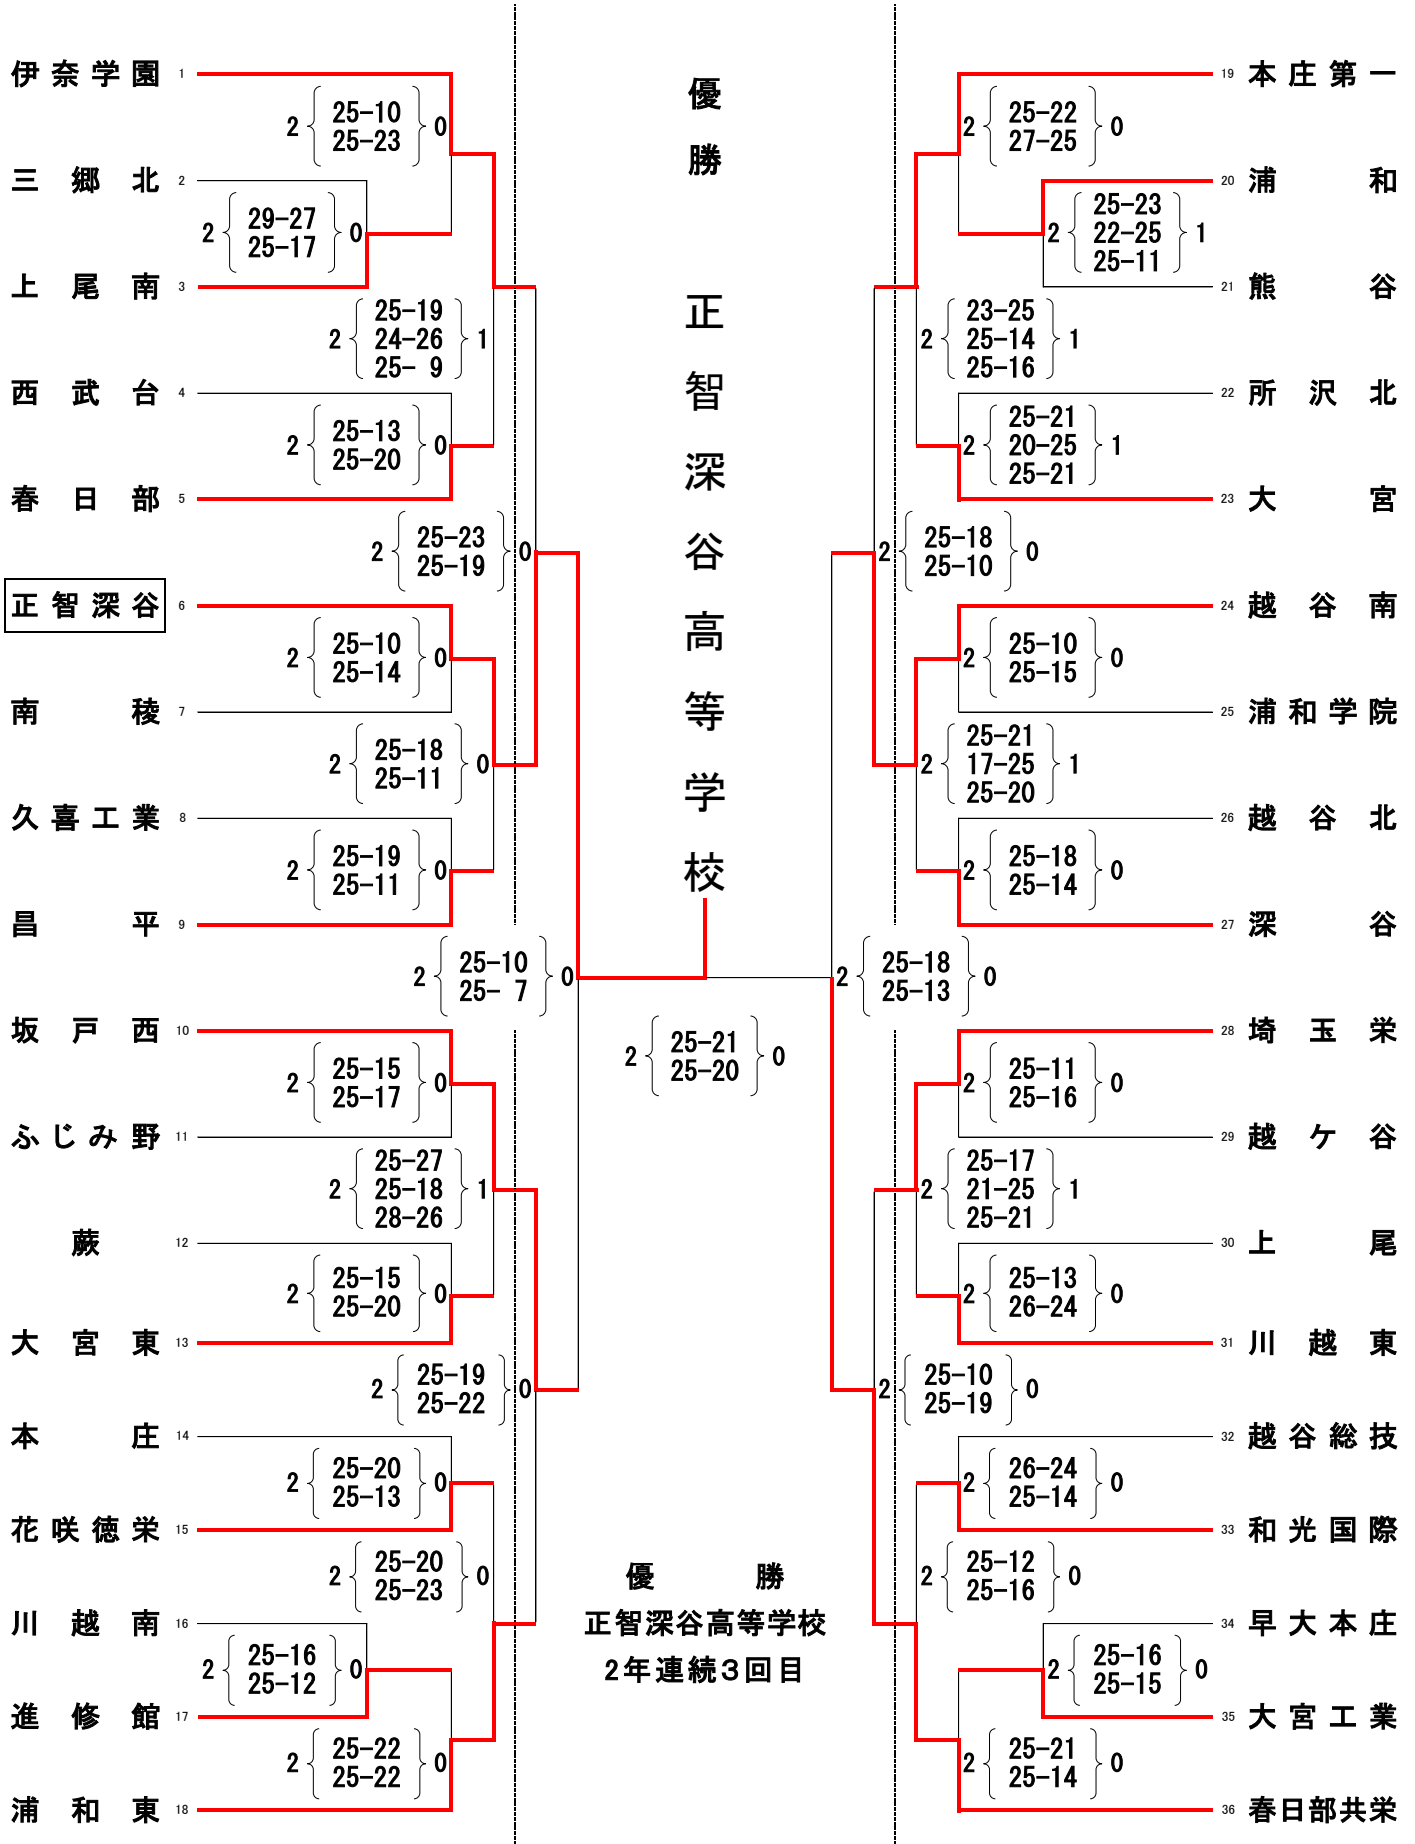 優勝 正智深谷高等学校
伊奈学園 1
2 25-10 25-23 0
三郷北 2
2 29-27 25-17 0
上尾南 3
2 25-19 24-26 25- 9 1
西武台 4
2 25-13 25-20 0
春日部 5
2 25-23 25-19 0
正智深谷 6
2 25-10 25-14 0
南稜 7
2 25-18 25-11 0
久喜工業 8
2 25-19 25-11 0
昌平 9
2 25-10 25- 7 0
坂戸西 10
2 25-15 25-17 0
ふじみ野 11
2 25-27 25-18 28-26 1
蕨 12
2 25-15 25-20 0
大宮東 13
2 25-19 25-22 0
本庄 14
2 25-20 25-13 0
花咲徳栄 15
2 25-20 25-23 0
川越南 16
2 25-16 25-12 0
進修館 17
2 25-22 25-22 0
浦和東 18
2 25-21 25-20 0
19 本庄第一
2 25-22 27-25 0
20 浦和
2 25-23 22-25 25-11 1
21 熊谷
2 23-25 25-14 25-16 1
22 所沢北
2 25-21 20-25 25-21 1
23 大宮
2 25-18 25-10 0
24 越谷南
2 25-10 25-15 0
25 浦和学院
2 25-21 17-25 25-20 1
26 越谷北
2 25-18 25-14 0
27 深谷
2 25-18 25-13 0
28 埼玉栄
2 25-11 25-16 0
29 越ケ谷
2 25-17 21-25 25-21 1
30 上尾
2 25-13 26-24 0
31 川越東
2 25-10 25-19 0
32 越谷総技
2 26-24 25-14 0
33 和光国際
2 25-12 25-16 0
34 早大本庄
2 25-16 25-15 0
35 大宮工業
2 25-21 25-14 0
36 春日部共栄
優勝
正智深谷高等学校
2年連続3回目